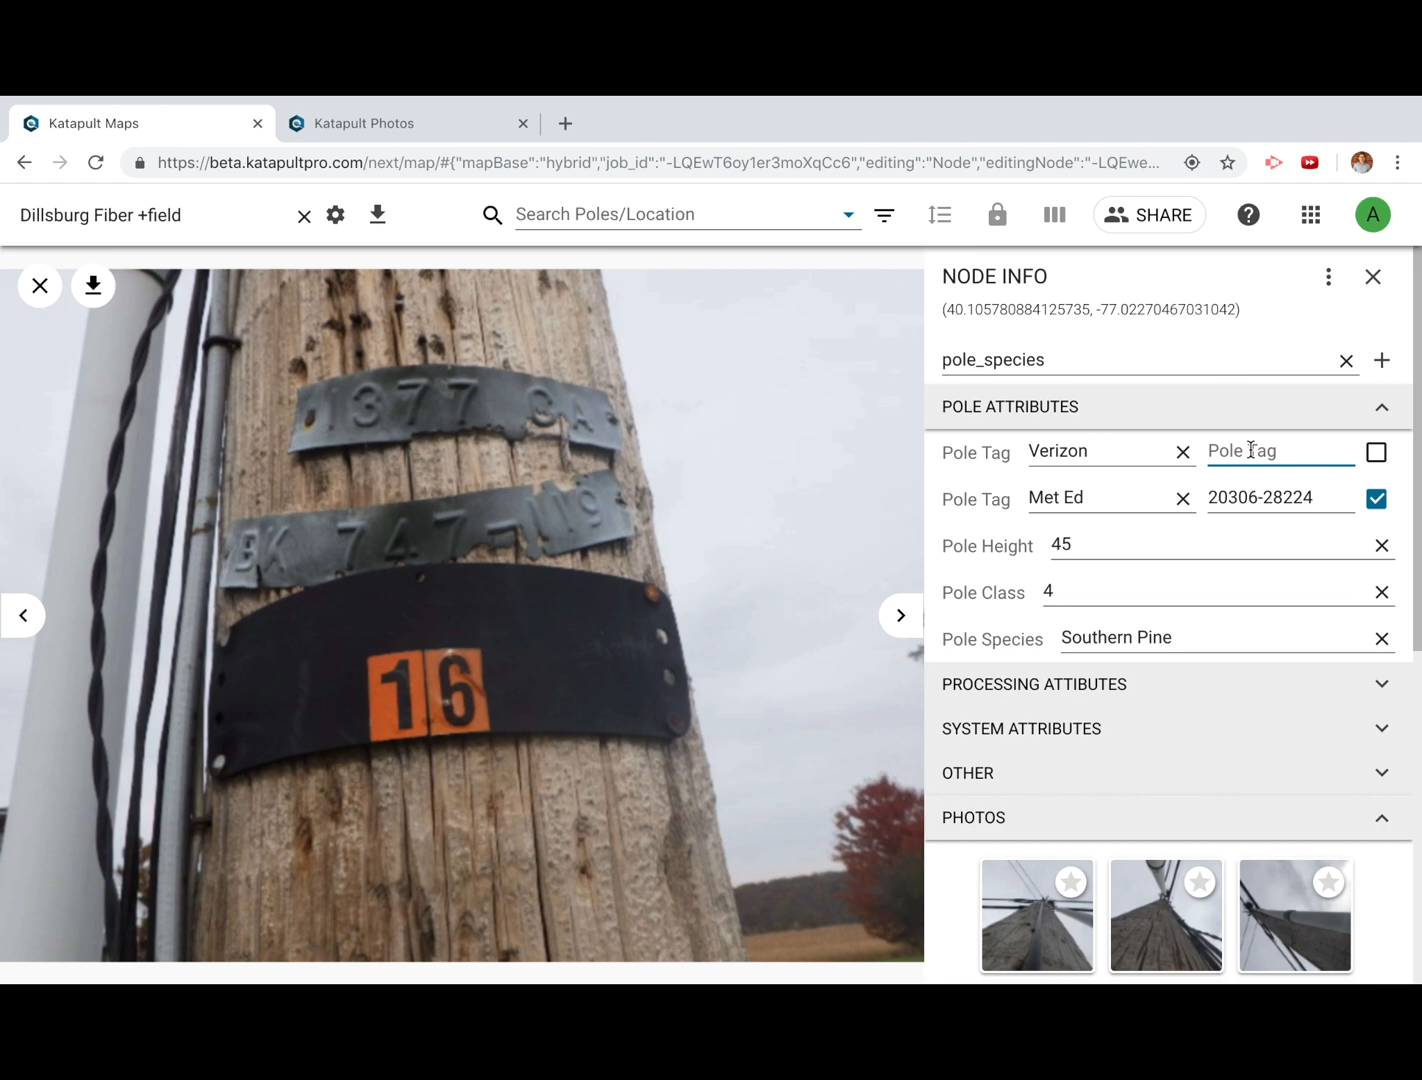 Katapult Maps
Katapult Photos
https://beta.katapultpro.com/next/map/#{"mapBase":"hybrid","job_id":"-LQEwT6oy1er3moXqCc6","editing":"Node","editingNode":"-LQEwe...
Dillsburg Fiber +field
Search Poles/Location
SHARE
A
NODE INFO
(40.105780884125735, -77.02270467031042)
pole_species
POLE ATTRIBUTES
Pole Tag Verizon Pole Tag
Pole Tag Met Ed 20306-28224
Pole Height 45
Pole Class 4
Pole Species Southern Pine
PROCESSING ATTIBUTES
SYSTEM ATTRIBUTES
OTHER
PHOTOS
1377
747-
16